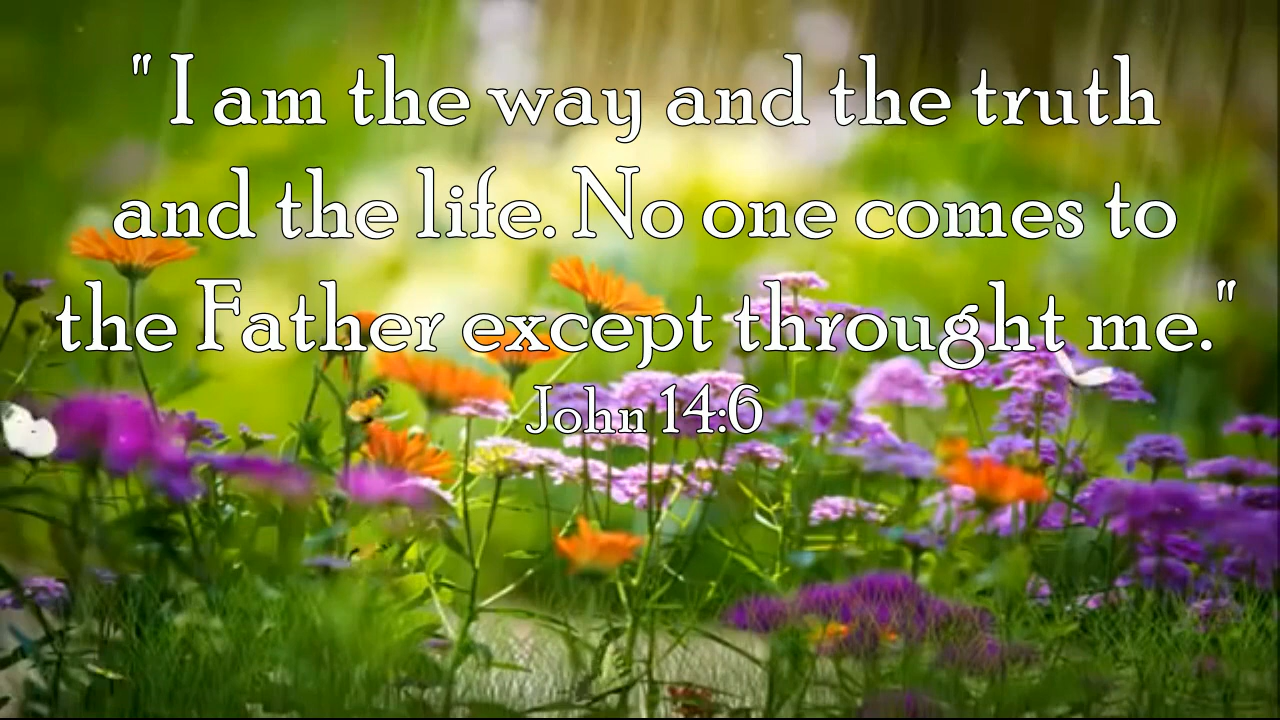 " I am the way and the truth
and the life. No one comes to
the Father except throught me."
John 14:6